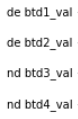 de btd1_val
de btd2_val
nd btd3_val
nd btd4_val